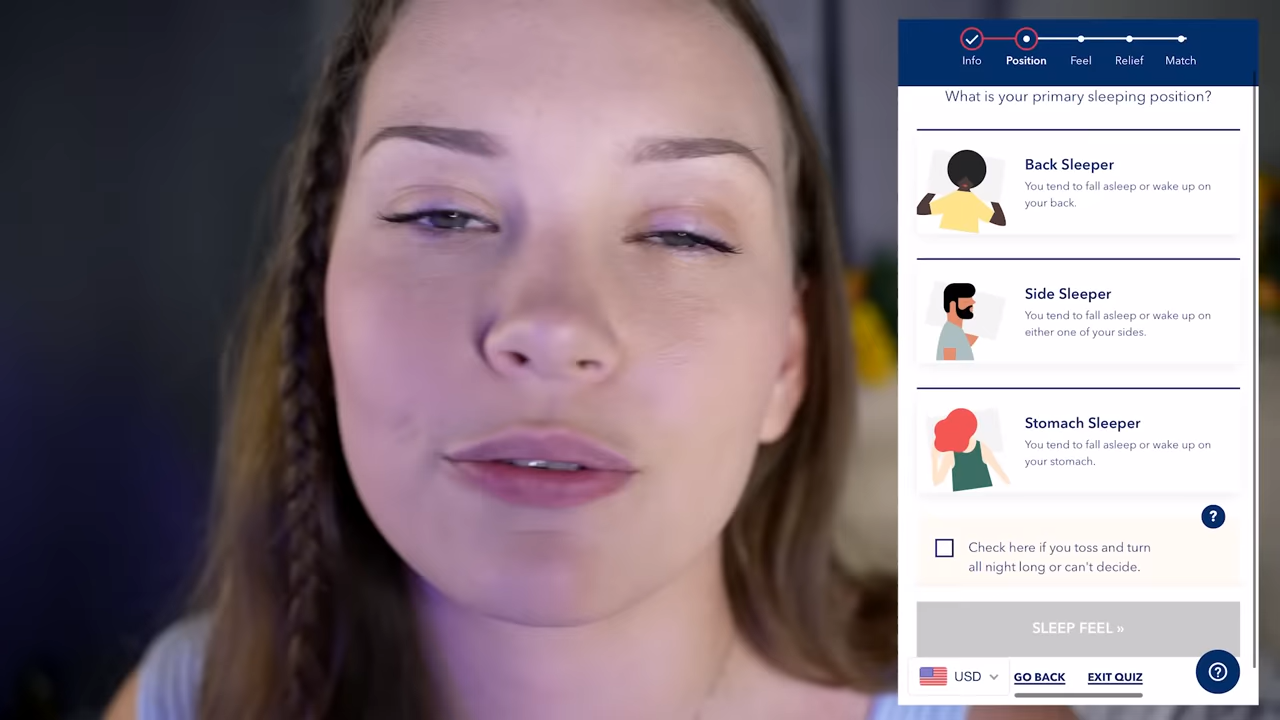 Info
Position
Feel
Relief
Match
What is your primary sleeping position?
Back Sleeper
You tend to fall asleep or wake up on
your back.
Side Sleeper
You tend to fall asleep or wake up on
either one of your sides.
Stomach Sleeper
You tend to fall asleep or wake up on
your stomach.
?
Check here if you toss and turn
all night long or can't decide.
SLEEP FEEL »
USD
GO BACK
EXIT QUIZ
?